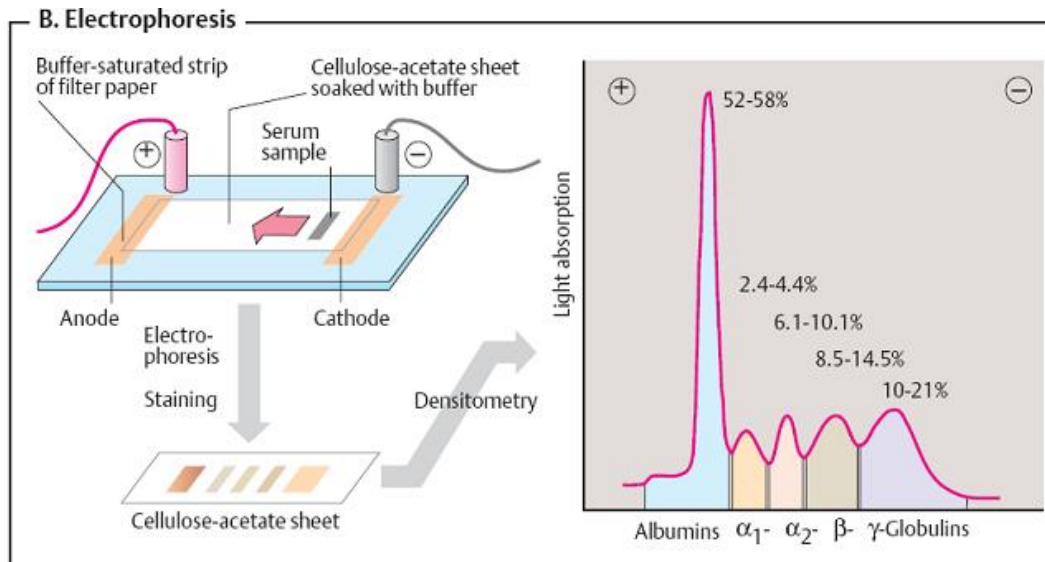 B. Electrophoresis
Buffer-saturated strip
of filter paper
Cellulose-acetate sheet
soaked with buffer
Serum
sample
+
−
Anode
Cathode
Electro-
phoresis
Staining
Densitometry
Cellulose-acetate sheet
Light absorption
+
−
52-58%
2.4-4.4%
6.1-10.1%
8.5-14.5%
10-21%
Albumins α₁- α₂- β- γ-Globulins